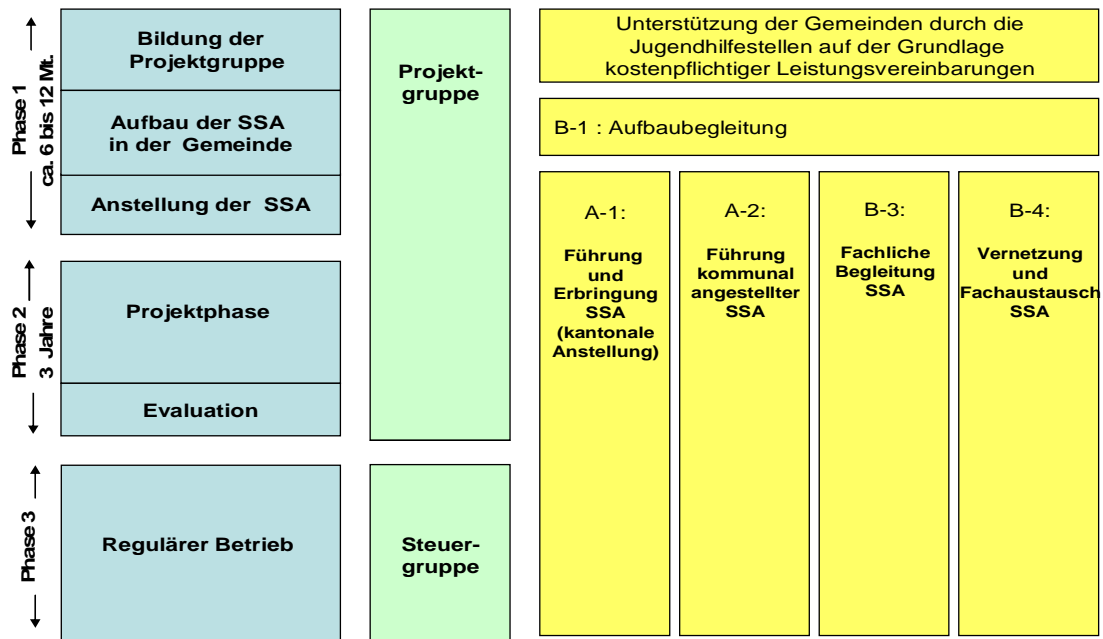 Phase 1
ca. 6 bis 12 Mt.
Bildung der
Projektgruppe
Aufbau der SSA
in der Gemeinde
Anstellung der SSA
Phase 2
3 Jahre
Projektphase
Evaluation
Phase 3
Regulärer Betrieb
Projekt-
gruppe
Steuer-
gruppe
Unterstützung der Gemeinden durch die
Jugendhilfestellen auf der Grundlage
kostenpflichtiger Leistungsvereinbarungen
B-1 : Aufbaubegleitung
A-1:
Führung
und
Erbringung
SSA
(kantonale
Anstellung)
A-2:
Führung
kommunal
angestellter
SSA
B-3:
Fachliche
Begleitung
SSA
B-4:
Vernetzung
und
Fachaustausch
SSA